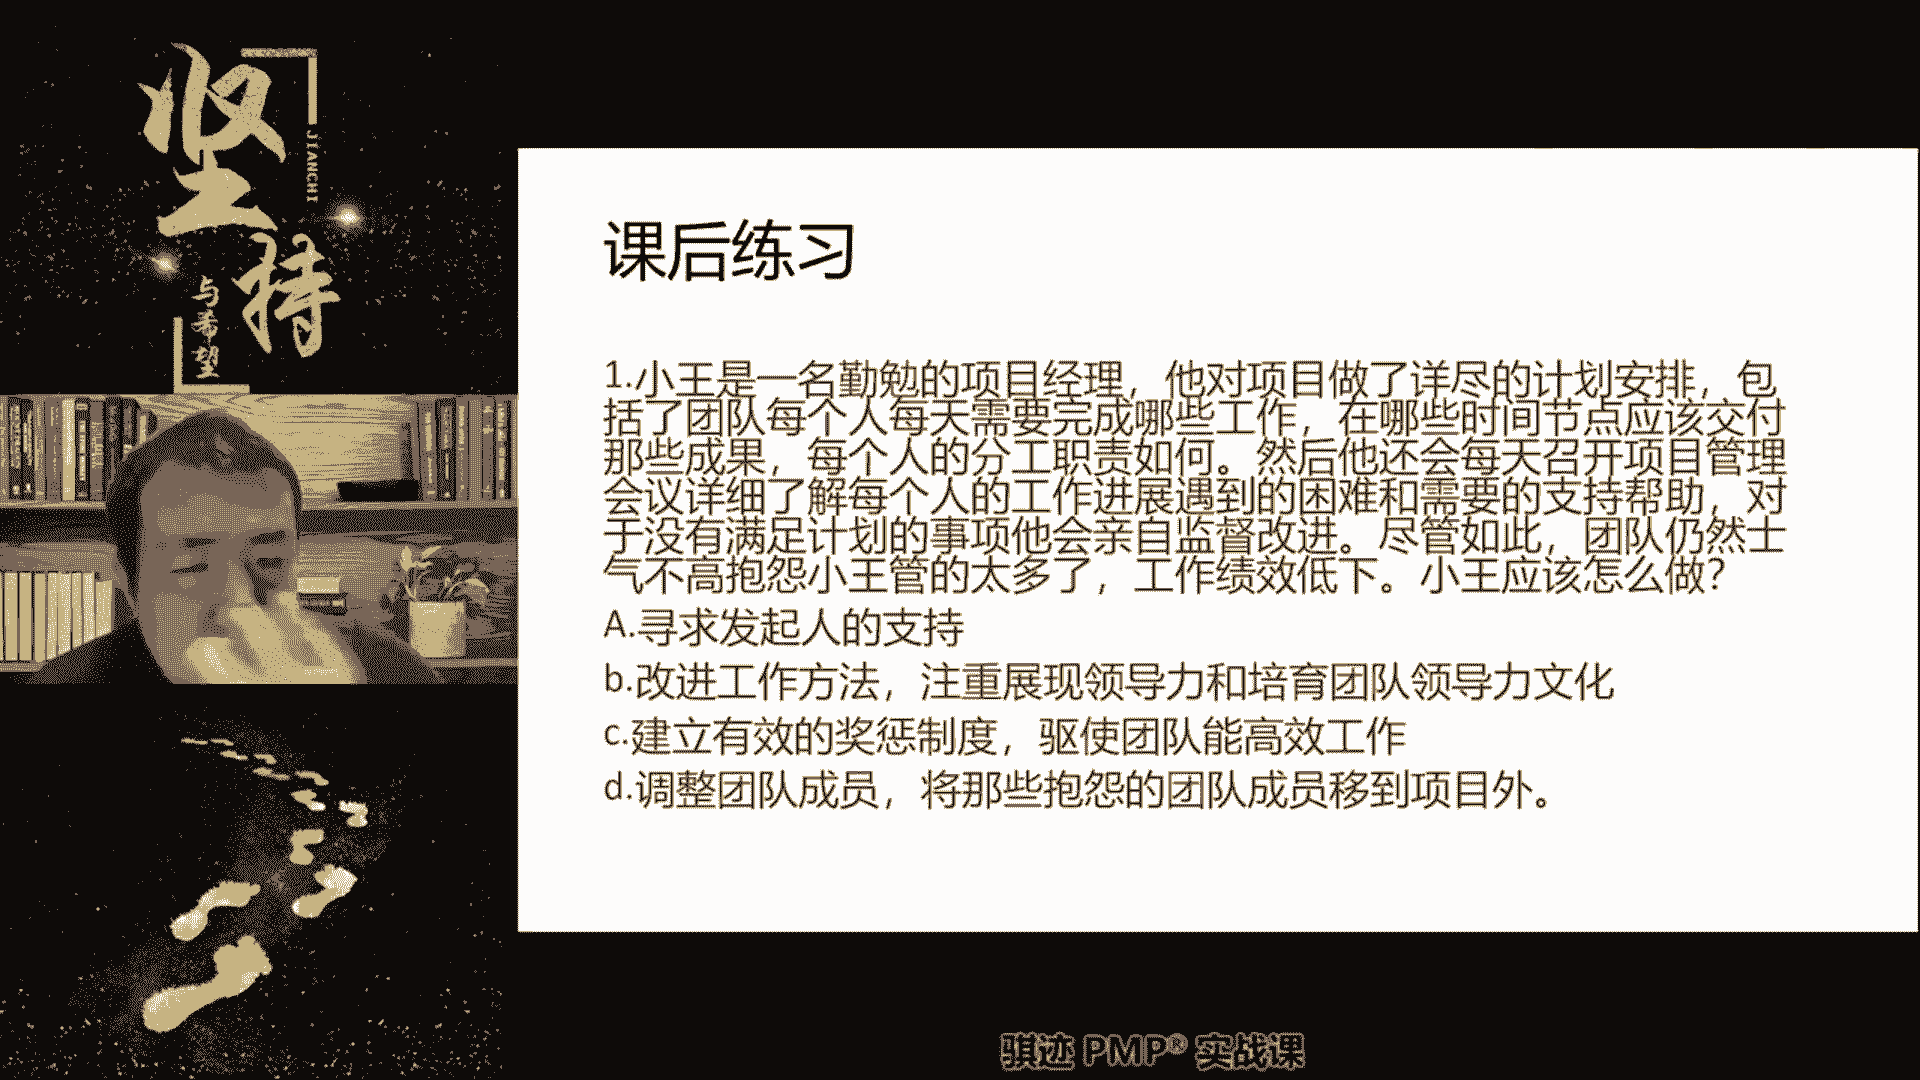 坚持
JIANCHI
与希望
课后练习
1.小王是一名勤勉的项目经理，他对项目做了详尽的计划安排，包
括了团队每个人每天需要完成哪些工作，在哪些时间节点应该交付
那些成果，每个人的分工职责如何。然后他还会每天召开项目管理
会议详细了解每个人的工作进展遇到的困难和需要的支持帮助，对
于没有满足计划的事项他会亲自监督改进。尽管如此，团队仍然士
气不高抱怨小王管的太多了，工作绩效低下。小王应该怎么做？
A.寻求发起人的支持
b.改进工作方法，注重展现领导力和培育团队领导力文化
c.建立有效的奖惩制度，驱使团队能高效工作
d.调整团队成员，将那些抱怨的团队成员移到项目外。
骐迹 PMP® 实战课